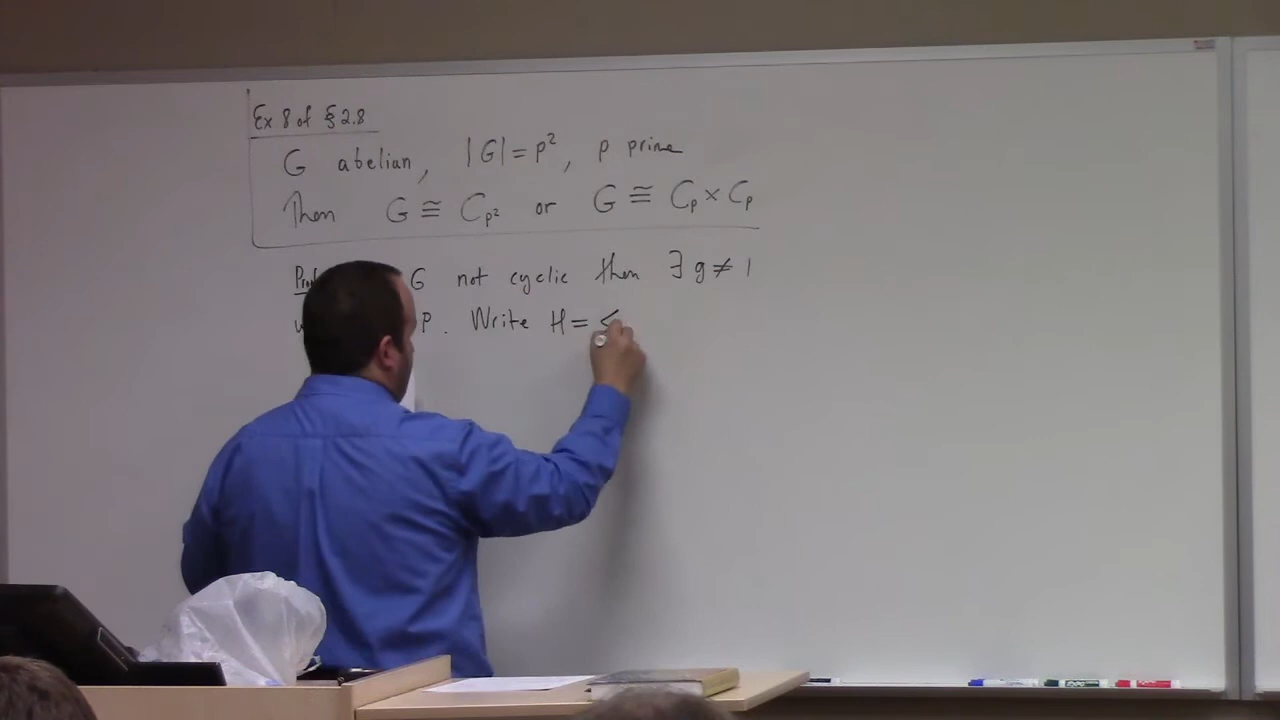 Ex 8 of §2.8
G abelian, |G| = p², p prime
Then G ≅ C_{p²} or G ≅ C_p × C_p
G not cyclic then ∃ g ≠ 1
p. Write H = <